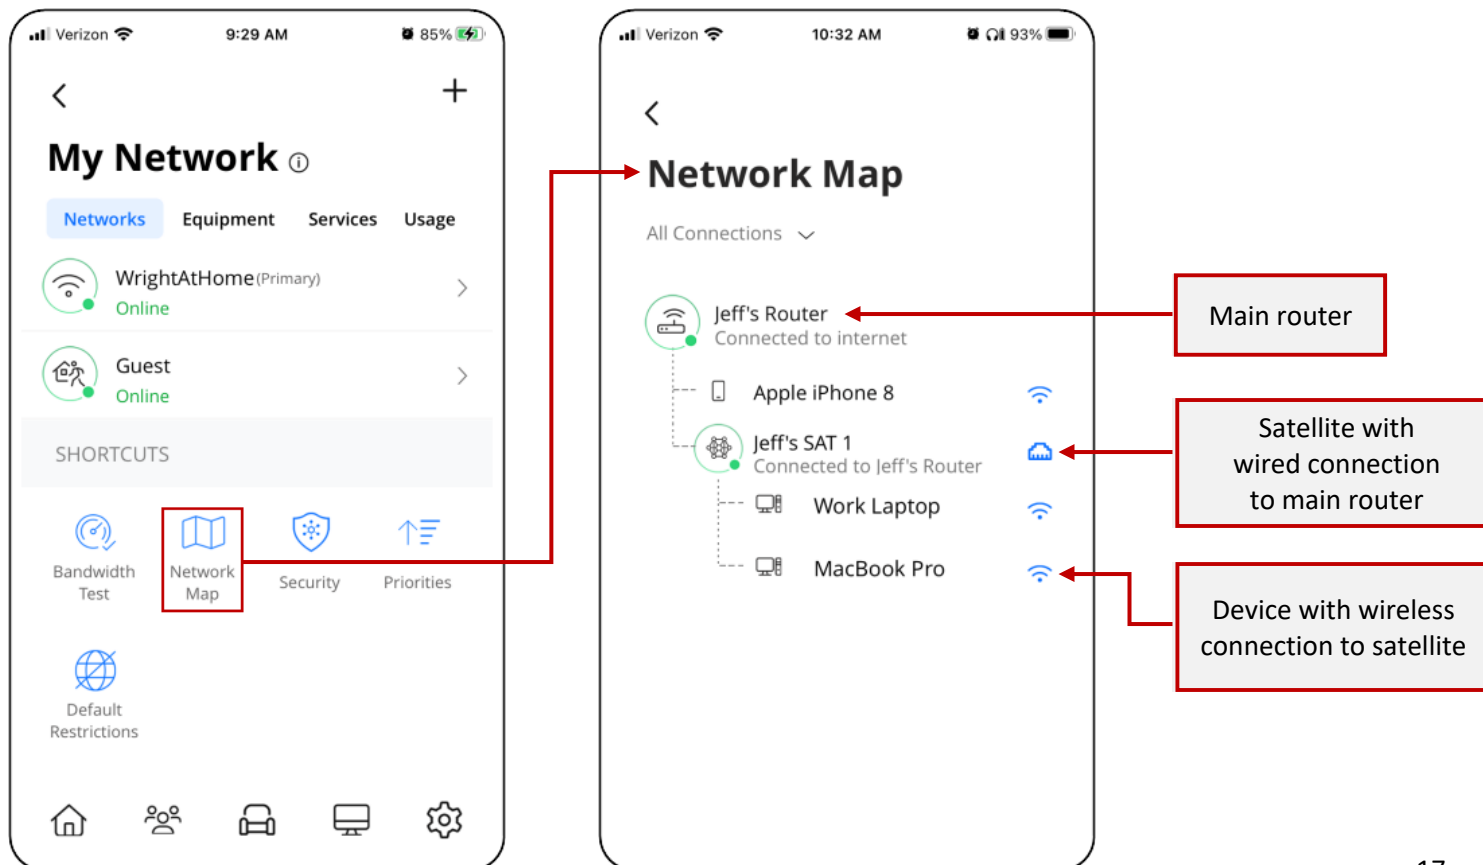 Verizon 9:29 AM 85%
My Network
Networks Equipment Services Usage
WrightAtHome (Primary)
Online
Guest
Online
SHORTCUTS
Bandwidth Test
Network Map
Security
Priorities
Default Restrictions
Verizon 10:32 AM 93%
Network Map
All Connections
Jeff's Router
Connected to internet
Apple iPhone 8
Jeff's SAT 1
Connected to Jeff's Router
Work Laptop
MacBook Pro
Main router
Satellite with
wired connection
to main router
Device with wireless
connection to satellite
17